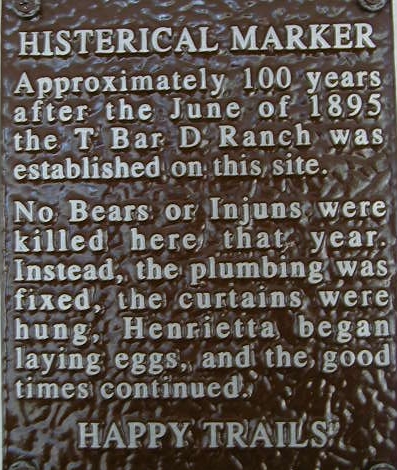 HISTERICAL MARKER
Approximately 100 years
after the June of 1895
the T Bar D Ranch was
established on this site.
No Bears or Injuns were
killed here that year.
Instead, the plumbing was
fixed, the curtains were
hung, Henrietta began
laying eggs, and the good
times continued.
HAPPY TRAILS